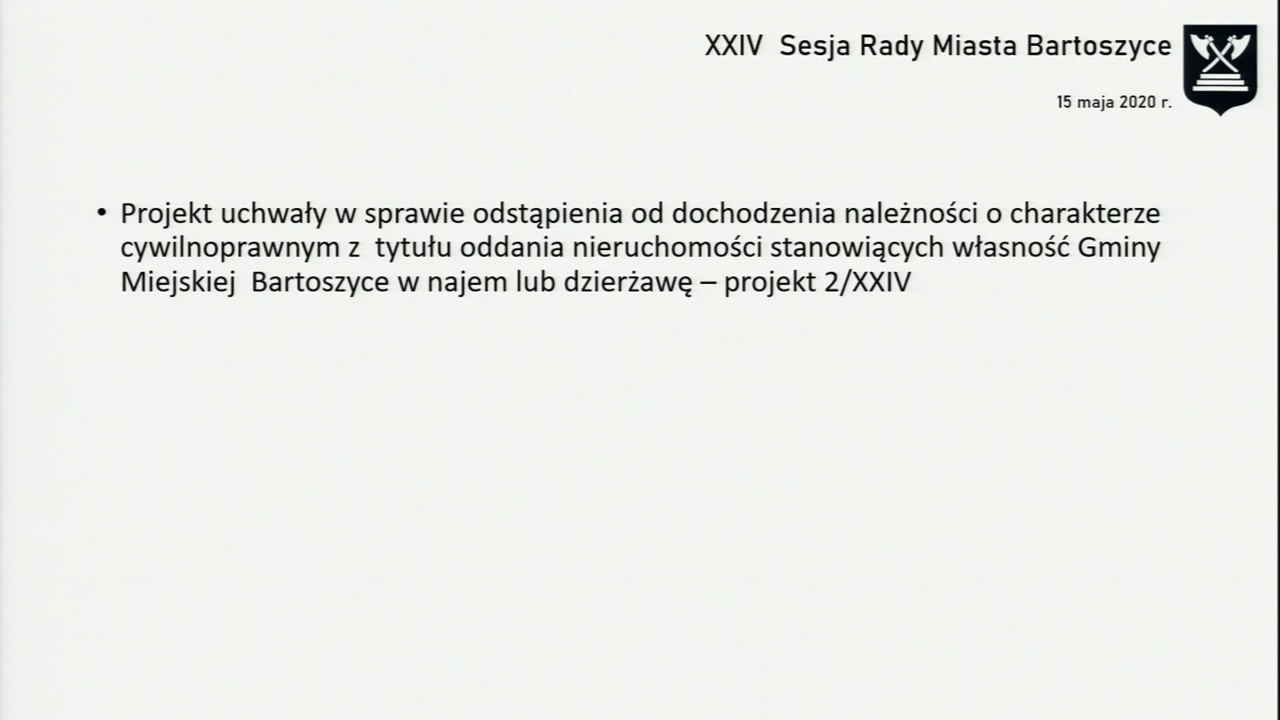 XXIV Sesja Rady Miasta Bartoszyce
15 maja 2020 r.
• Projekt uchwały w sprawie odstąpienia od dochodzenia należności o charakterze
cywilnoprawnym z tytułu oddania nieruchomości stanowiących własność Gminy
Miejskiej Bartoszyce w najem lub dzierżawę – projekt 2/XXIV